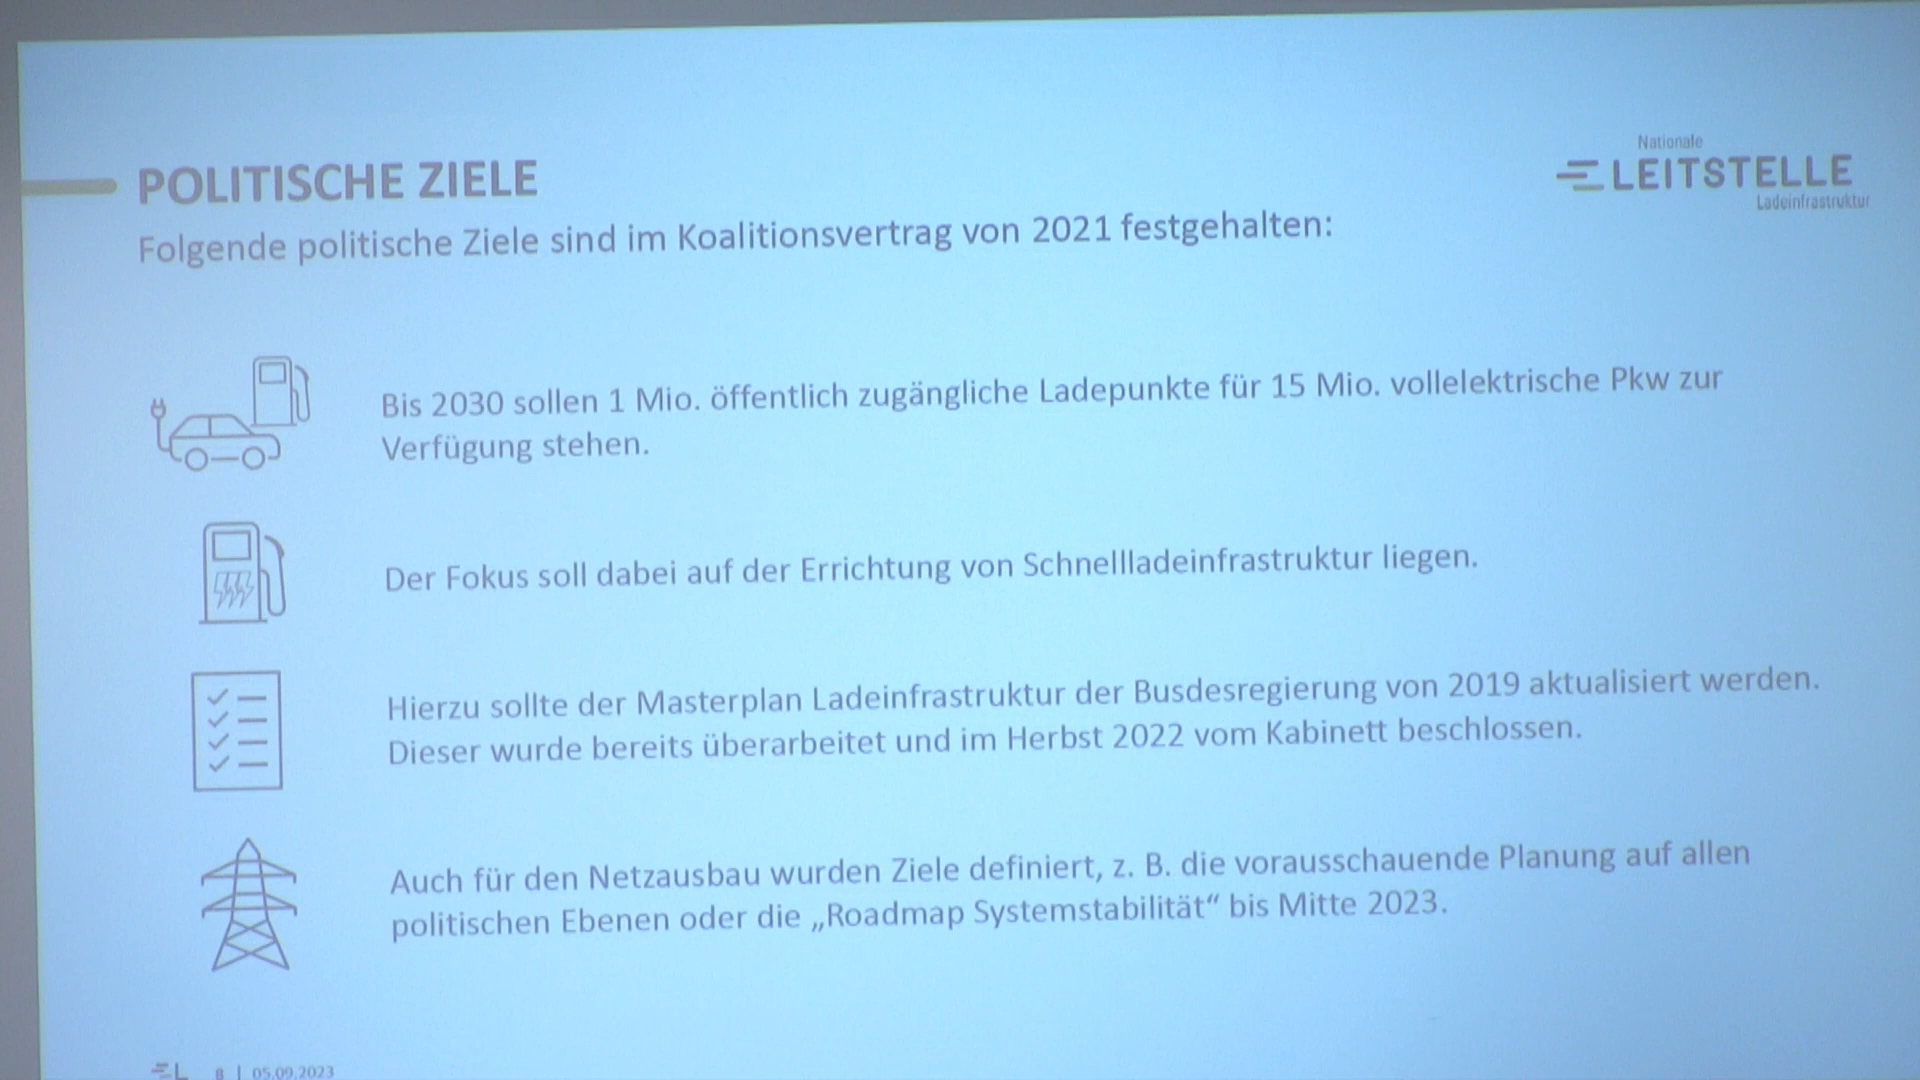 POLITISCHE ZIELE
Folgende politische Ziele sind im Koalitionsvertrag von 2021 festgehalten:
Nationale
LEITSTELLE
Ladeinfrastruktur
Bis 2030 sollen 1 Mio. öffentlich zugängliche Ladepunkte für 15 Mio. vollelektrische Pkw zur
Verfügung stehen.
Der Fokus soll dabei auf der Errichtung von Schnellladeinfrastruktur liegen.
Hierzu sollte der Masterplan Ladeinfrastruktur der Busdesregierung von 2019 aktualisiert werden.
Dieser wurde bereits überarbeitet und im Herbst 2022 vom Kabinett beschlossen.
Auch für den Netzausbau wurden Ziele definiert, z. B. die vorausschauende Planung auf allen
politischen Ebenen oder die „Roadmap Systemstabilität“ bis Mitte 2023.
8 | 05.09.2023